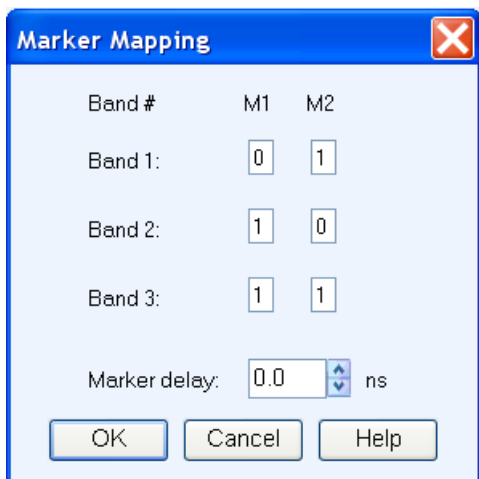 Marker Mapping
Band # M1 M2
Band 1: 0 1
Band 2: 1 0
Band 3: 1 1
Marker delay: 0.0 ns
OK Cancel Help